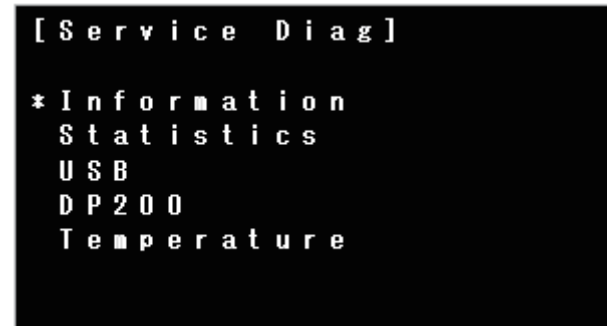 [Service Diag]
*Information
Statistics
USB
DP200
Temperature